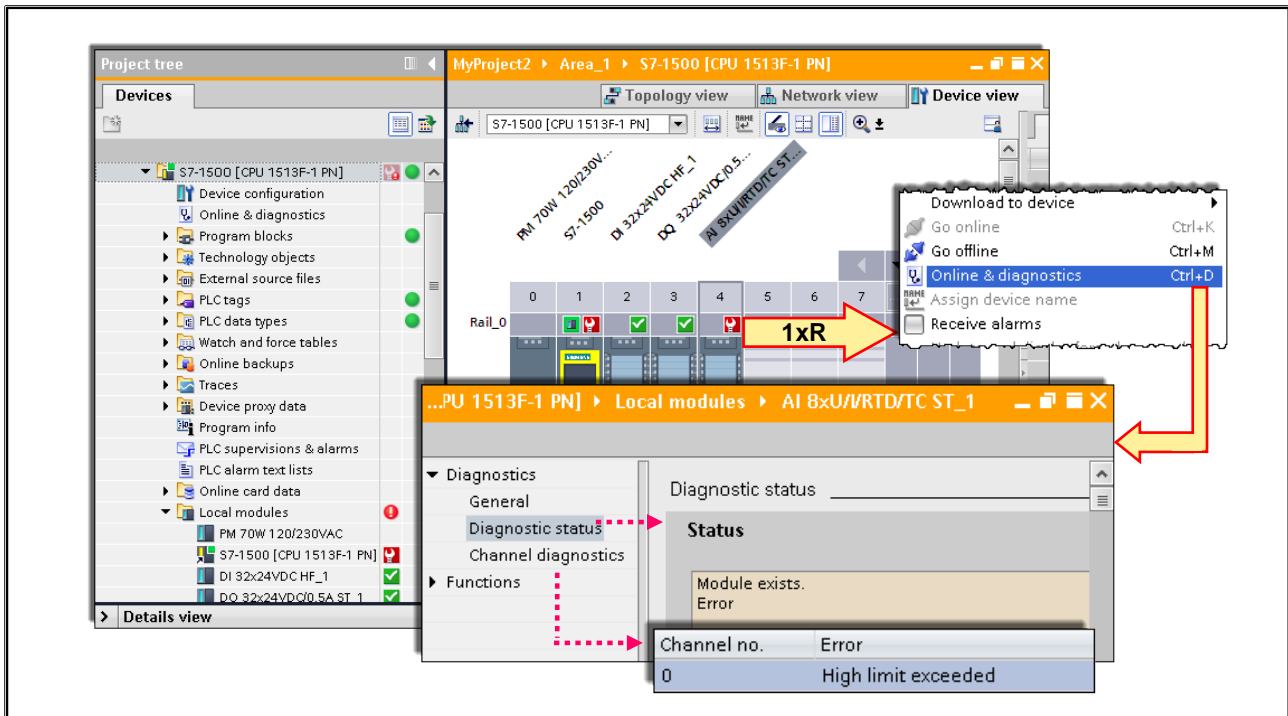 Project tree
Devices
S7-1500 [CPU 1513F-1 PN]
Device configuration
Online & diagnostics
Program blocks
Technology objects
External source files
PLC tags
PLC data types
Watch and force tables
Online backups
Traces
Device proxy data
Program info
PLC supervisions & alarms
PLC alarm text lists
Online card data
Local modules
PM 70W 120/230VAC
S7-1500 [CPU 1513F-1 PN]
DI 32x24VDC HF_1
DQ 32x24VDC/0.5A ST_1
Details view
MyProject2 Area_1 S7-1500 [CPU 1513F-1 PN]
Topology view Network view Device view
S7-1500 [CPU 1513F-1 PN]
PM 70W 120/230V...
S7-1500
DI 32x24VDC HF_1
DQ 32x24VDC/0.5...
AI 8xU/I/RTD/TC ST...
0 1 2 3 4 5 6 7
Rail_0
SIEMENS
1xR
Download to device
Go online Ctrl+K
Go offline Ctrl+M
Online & diagnostics Ctrl+D
NAME Assign device name
Receive alarms
...PU 1513F-1 PN] Local modules AI 8xU/I/RTD/TC ST_1
Diagnostics
General
Diagnostic status
Channel diagnostics
Functions
Diagnostic status
Status
Module exists.
Error
Channel no. Error
0 High limit exceeded